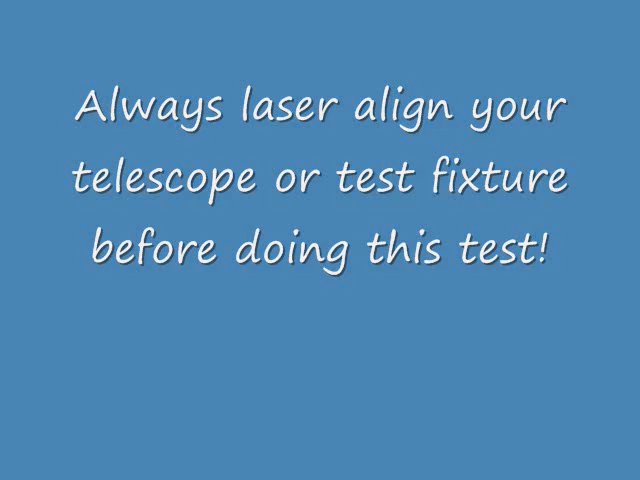 Always laser align your
telescope or test fixture
before doing this test!